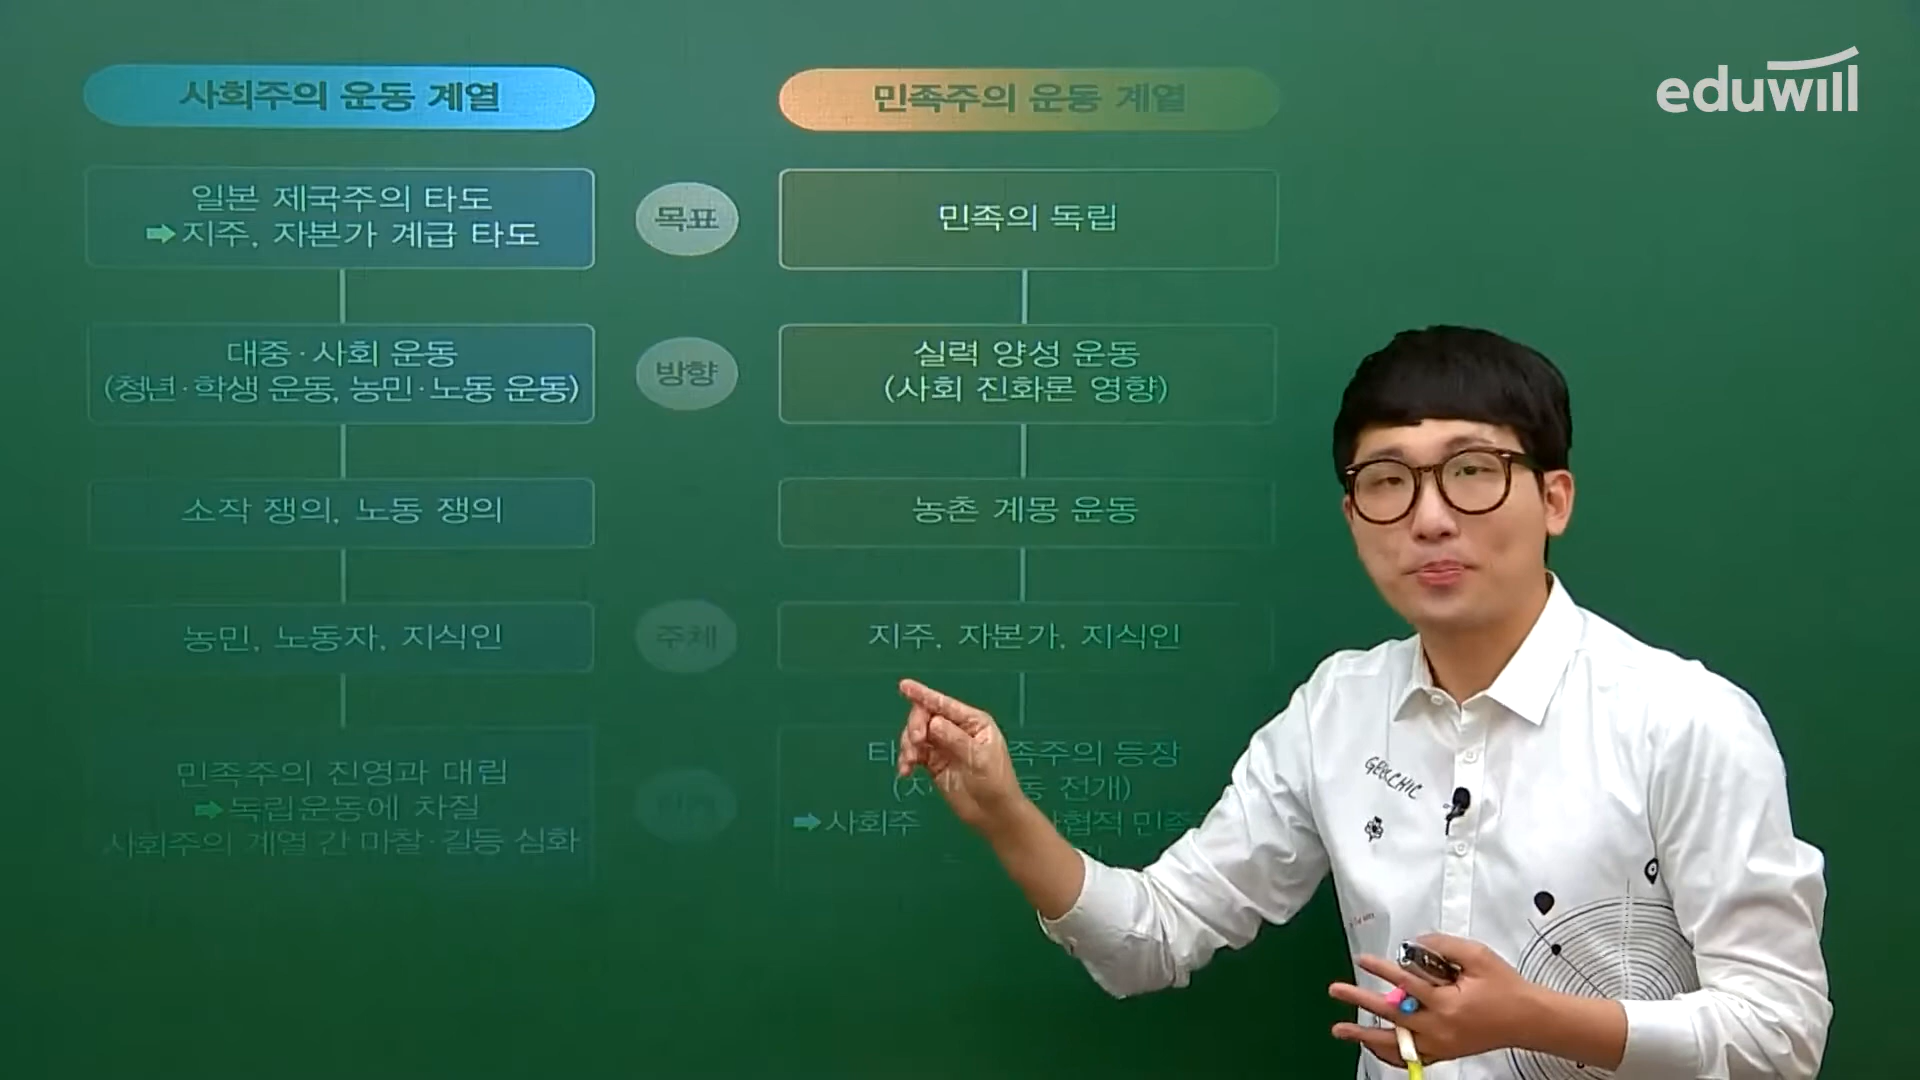 eduwill
사회주의 운동 계열
민족주의 운동 계열
일본 제국주의 타도
➡지주, 자본가 계급 타도
목표
민족의 독립
대중·사회 운동
(청년·학생 운동, 농민·노동 운동)
방향
실력 양성 운동
(사회 진화론 영향)
소작 쟁의, 노동 쟁의
농촌 계몽 운동
농민, 노동자, 지식인
주체
지주, 자본가, 지식인
민족주의 진영과 대립
➡독립운동에 차질
사회주의 계열 간 마찰·갈등 심화
족주의 등장
전개)
➡사회주
협적 민족
GEEK.CHIC